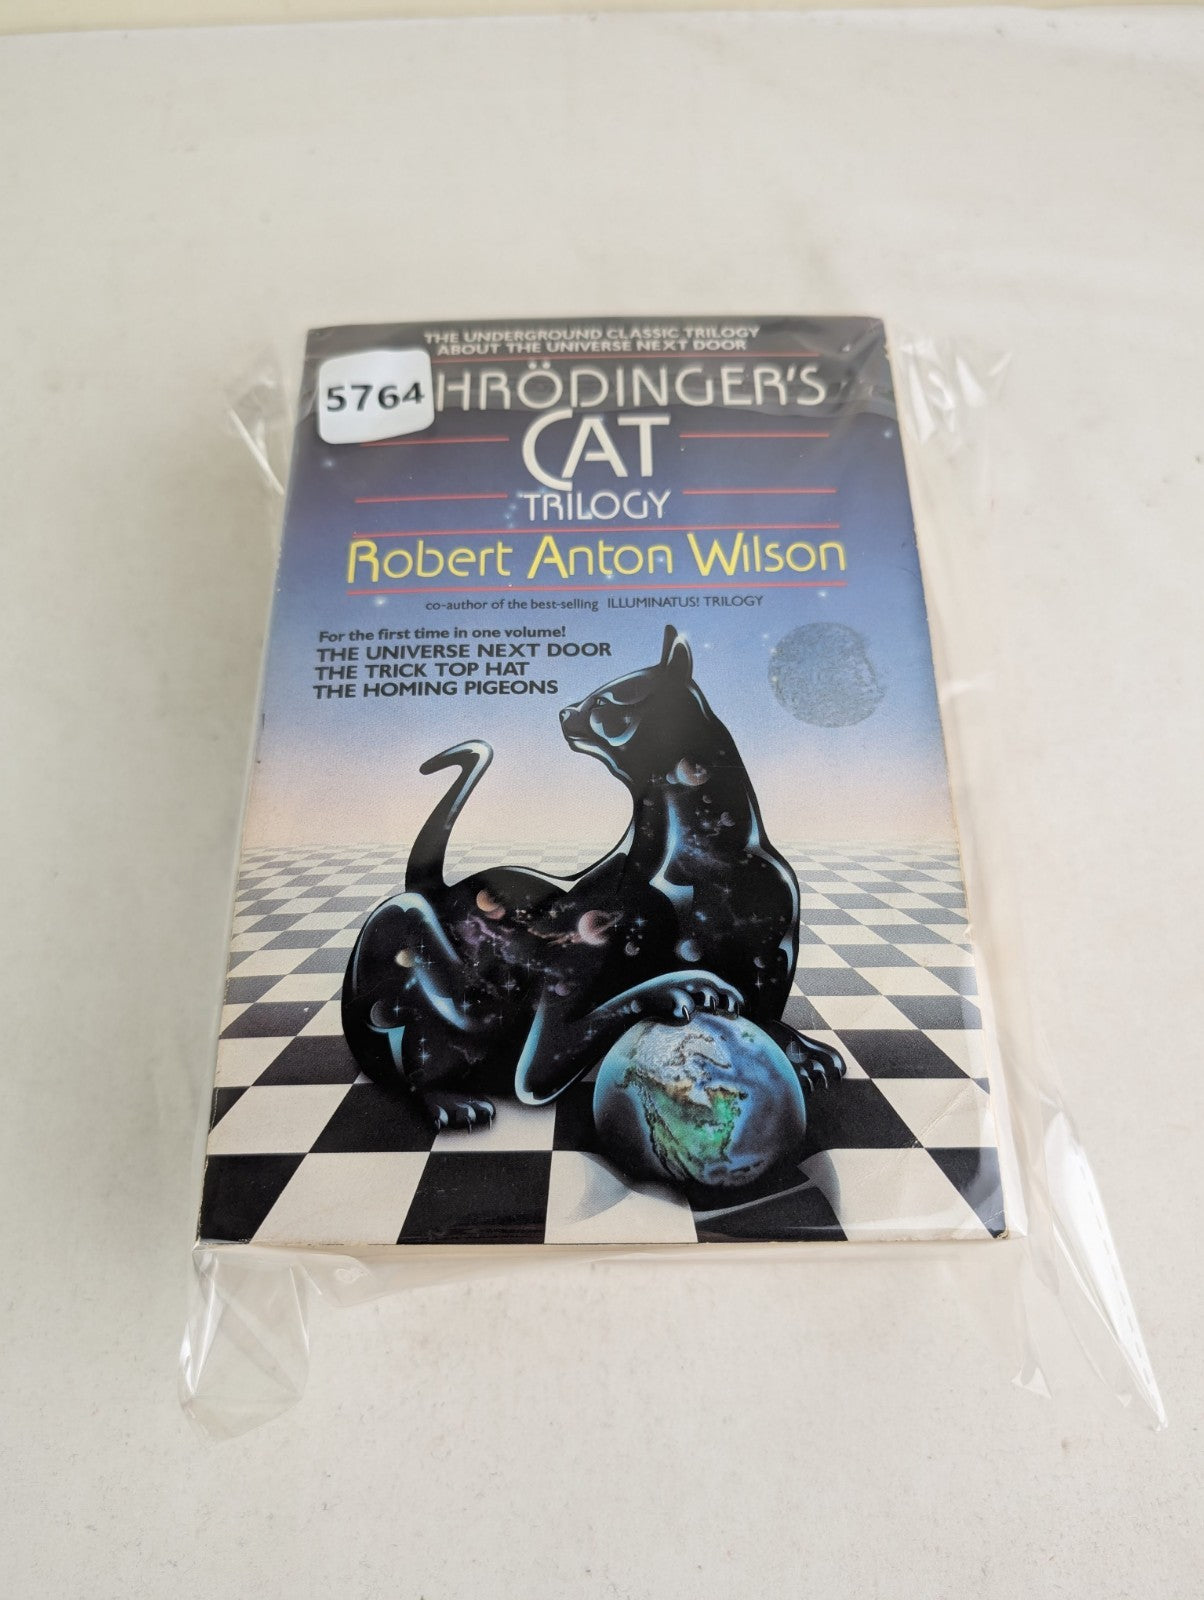 THE UNDERGROUND CLASSIC TRILOGY
ABOUT THE UNIVERSE NEXT DOOR
5764
HRÖDINGER'S
CAT
TRILOGY
Robert Anton Wilson
co-author of the best-selling ILLUMINATUS! TRILOGY
For the first time in one volume!
THE UNIVERSE NEXT DOOR
THE TRICK TOP HAT
THE HOMING PIGEONS